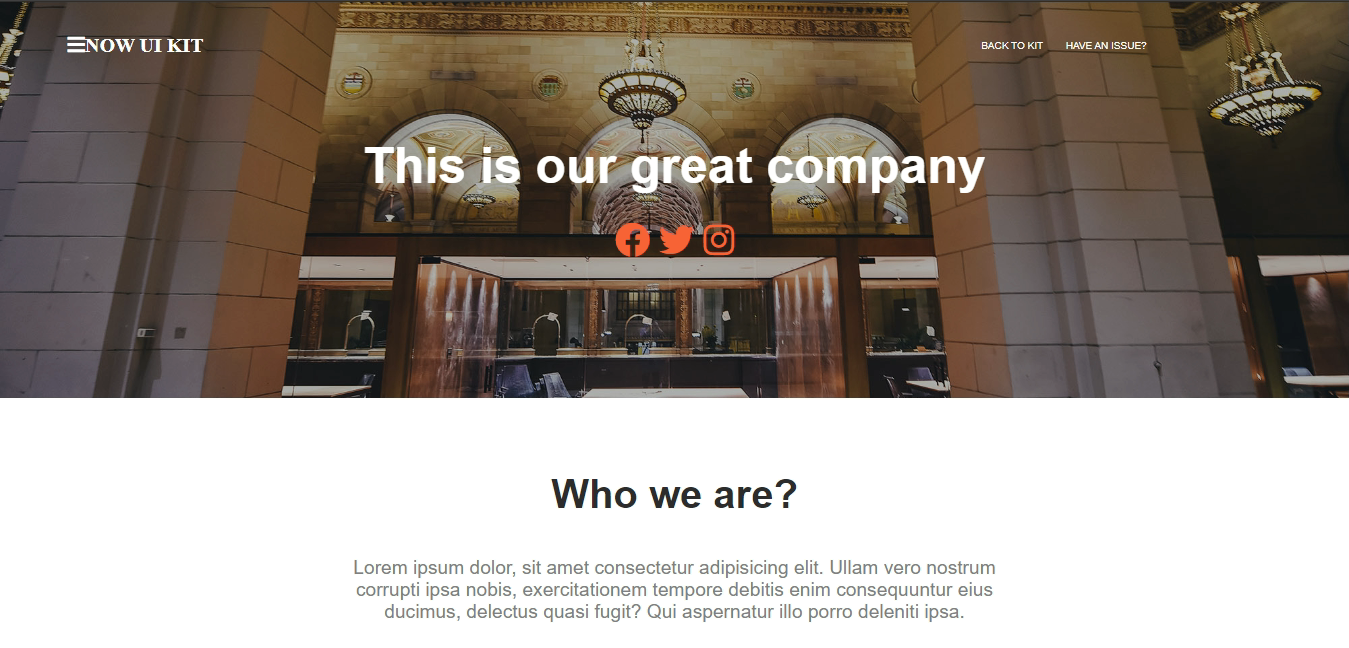 NOW UI KIT
BACK TO KIT
HAVE AN ISSUE?
This is our great company
Who we are?
Lorem ipsum dolor, sit amet consectetur adipisicing elit. Ullam vero nostrum
corrupti ipsa nobis, exercitationem tempore debitis enim consequuntur eius
ducimus, delectus quasi fugit? Qui aspernatur illo porro deleniti ipsa.